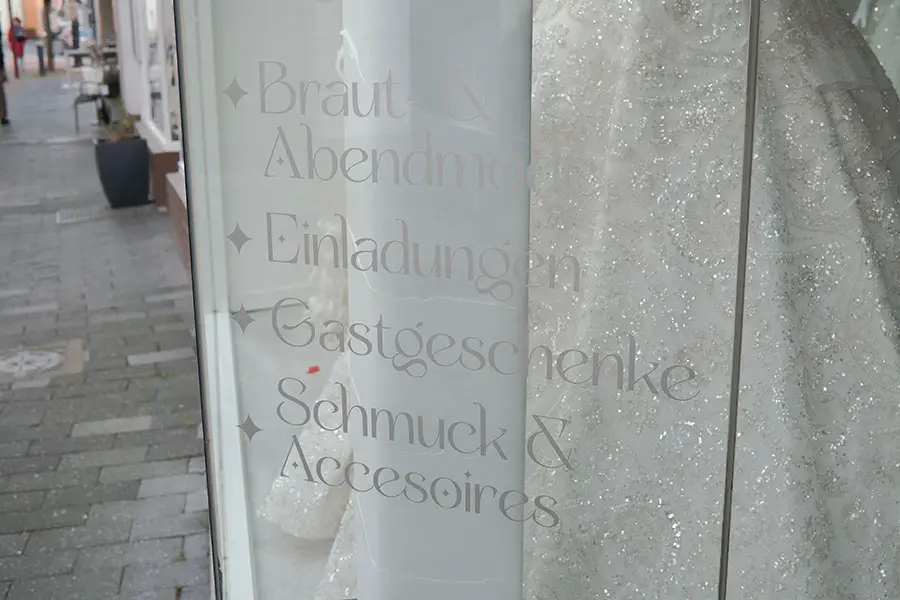 Braut- &
Einladungen
Gastgeschenke
Schmuck &
Accesoires